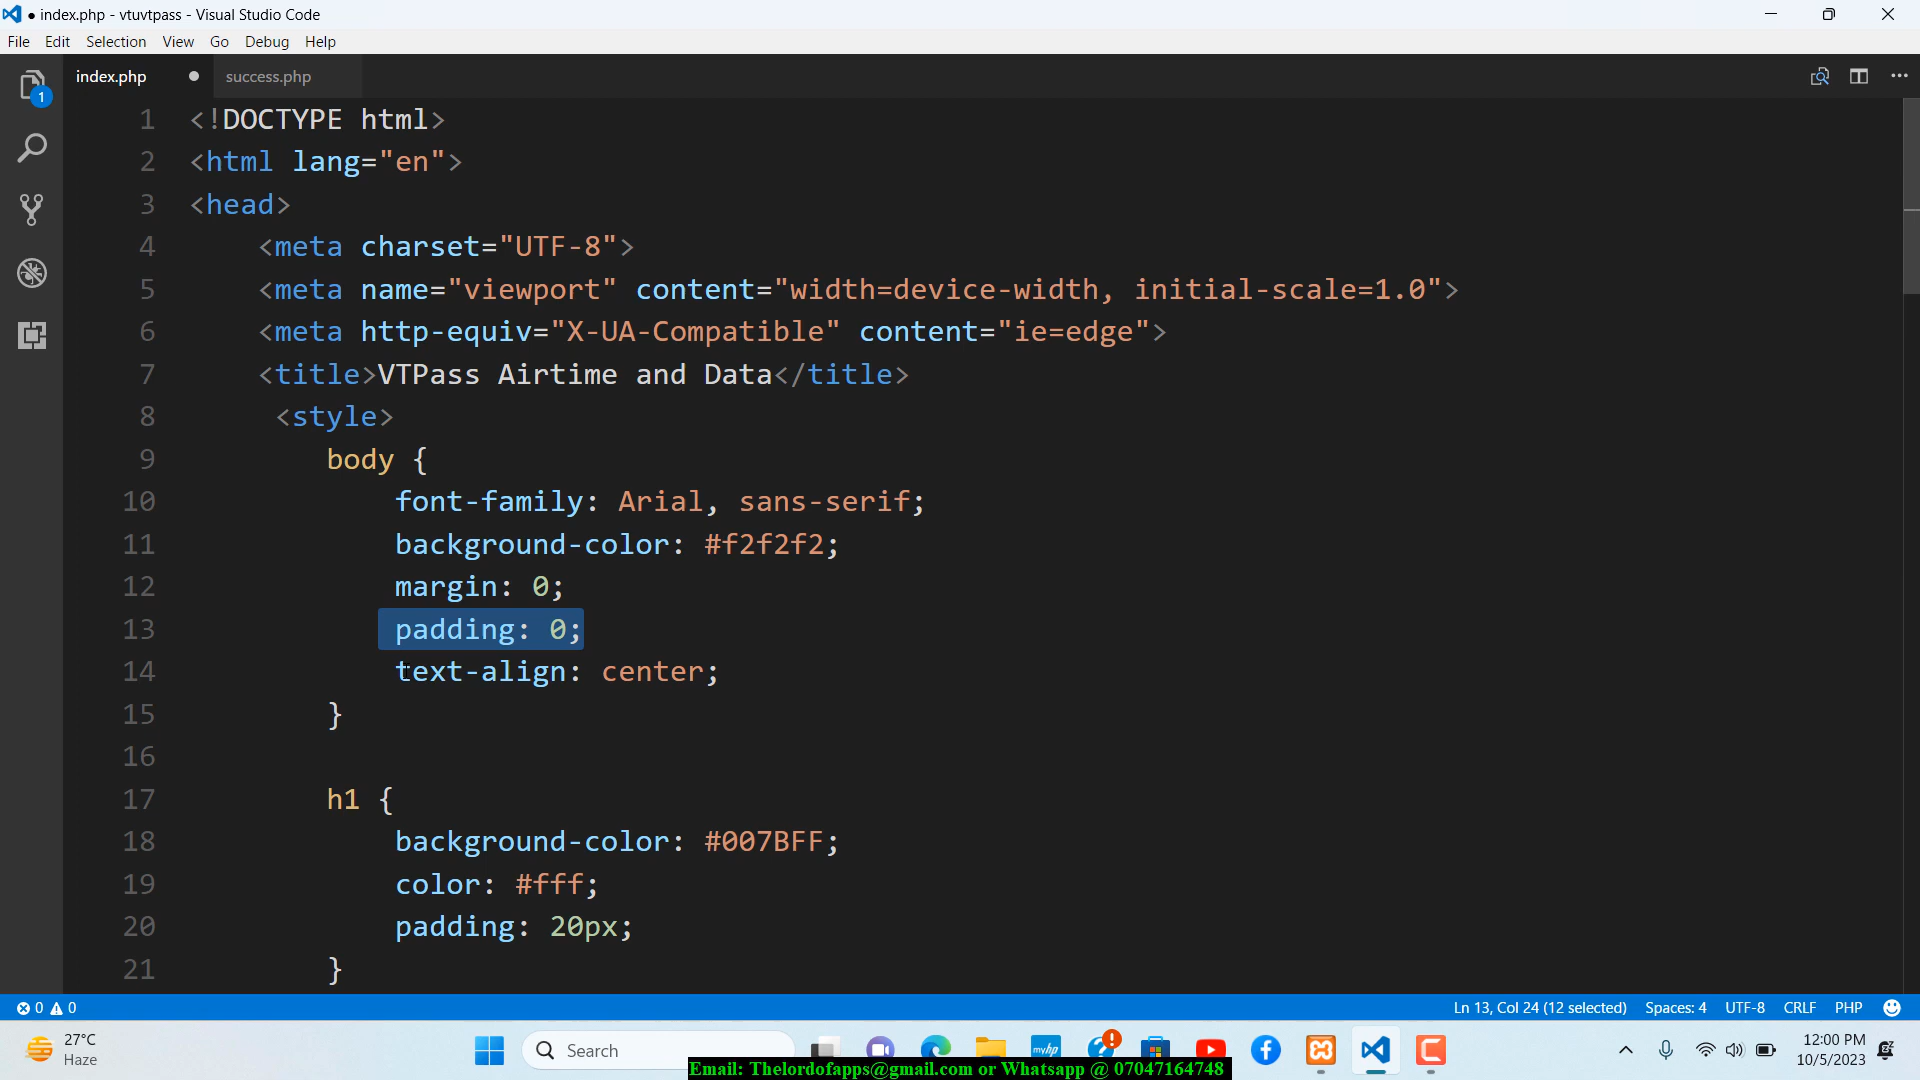 ● index.php - vtuvtpass - Visual Studio Code
File Edit Selection View Go Debug Help
index.php ● success.php
1 <!DOCTYPE html>
2 <html lang="en">
3 <head>
4 <meta charset="UTF-8">
5 <meta name="viewport" content="width=device-width, initial-scale=1.0">
6 <meta http-equiv="X-UA-Compatible" content="ie=edge">
7 <title>VTPass Airtime and Data</title>
8 <style>
9 body {
10 font-family: Arial, sans-serif;
11 background-color: #f2f2f2;
12 margin: 0;
13 padding: 0;
14 text-align: center;
15 }
16
17 h1 {
18 background-color: #007BFF;
19 color: #fff;
20 padding: 20px;
21 }
1
0 0 Ln 13, Col 24 (12 selected) Spaces: 4 UTF-8 CRLF PHP
27°C
Haze
Search
myhp
12:00 PM
10/5/2023
Email: Thelordofapps@gmail.com or Whatsapp @ 07047164748